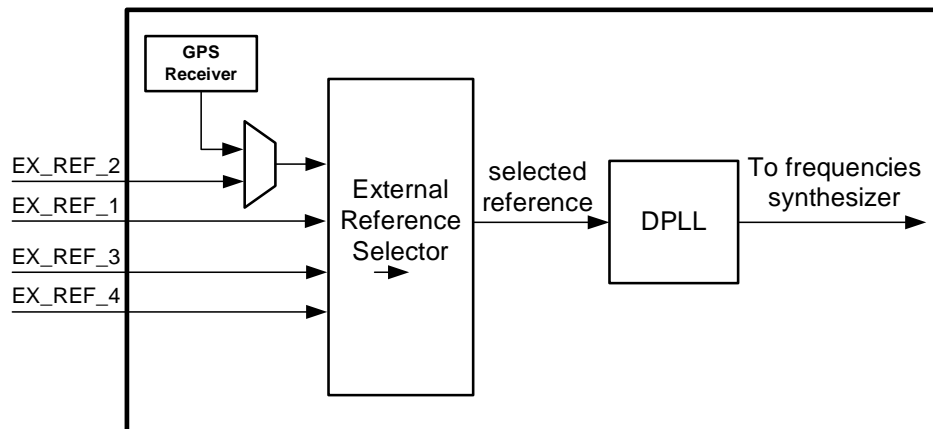 GPS
Receiver
EX_REF_2
EX_REF_1
EX_REF_3
EX_REF_4
External
Reference
Selector
selected
reference
DPLL
To frequencies
synthesizer